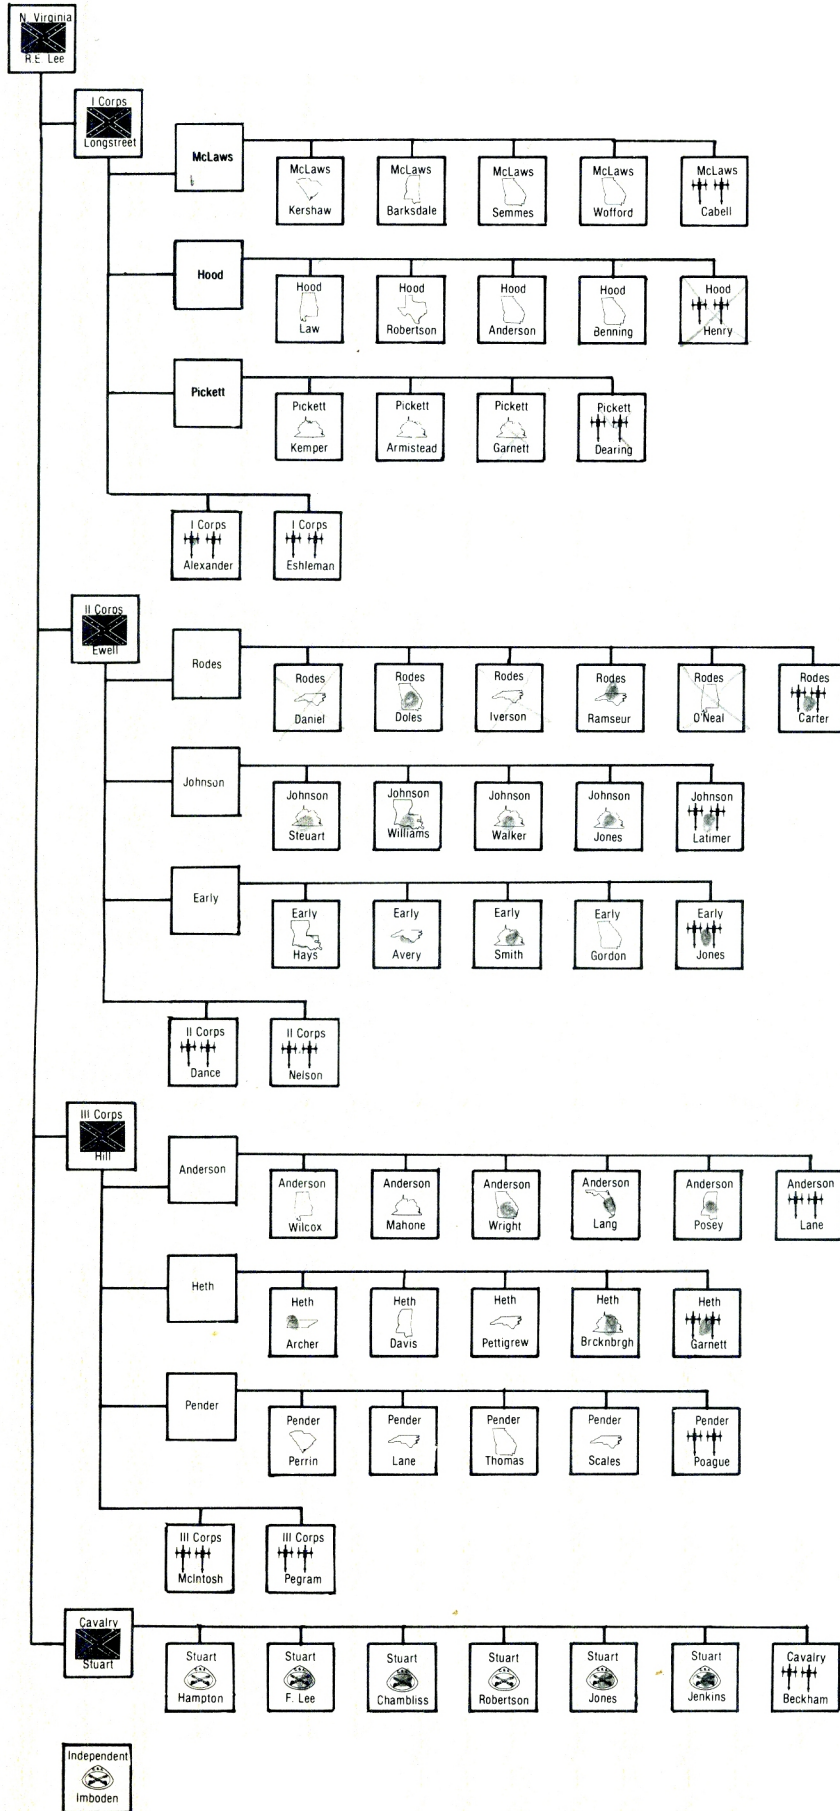 N. Virginia
R.E. Lee
I Corps
Longstreet
McLaws
McLaws
Kershaw
McLaws
Barksdale
McLaws
Semmes
McLaws
Wofford
McLaws
Cabell
Hood
Hood
Law
Hood
Robertson
Hood
Anderson
Hood
Benning
Hood
Henry
Pickett
Pickett
Kemper
Pickett
Armistead
Pickett
Garnett
Pickett
Dearing
I Corps
Alexander
I Corps
Eshleman
II Corps
Ewell
Rodes
Rodes
Daniel
Rodes
Doles
Rodes
Iverson
Rodes
Ramseur
Rodes
O'Neal
Rodes
Carter
Johnson
Johnson
Steuart
Johnson
Williams
Johnson
Walker
Johnson
Jones
Johnson
Latimer
Early
Early
Hays
Early
Avery
Early
Smith
Early
Gordon
Early
Jones
II Corps
Dance
II Corps
Nelson
III Corps
Hill
Anderson
Anderson
Wilcox
Anderson
Mahone
Anderson
Wright
Anderson
Lang
Anderson
Posey
Anderson
Lane
Heth
Heth
Archer
Heth
Davis
Heth
Pettigrew
Heth
Brcknbrgh
Heth
Garnett
Pender
Pender
Perrin
Pender
Lane
Pender
Thomas
Pender
Scales
Pender
Poague
III Corps
McIntosh
III Corps
Pegram
Cavalry
Stuart
Stuart
Hampton
Stuart
F. Lee
Stuart
Chambliss
Stuart
Robertson
Stuart
Jones
Stuart
Jenkins
Cavalry
Beckham
Independent
Imboden